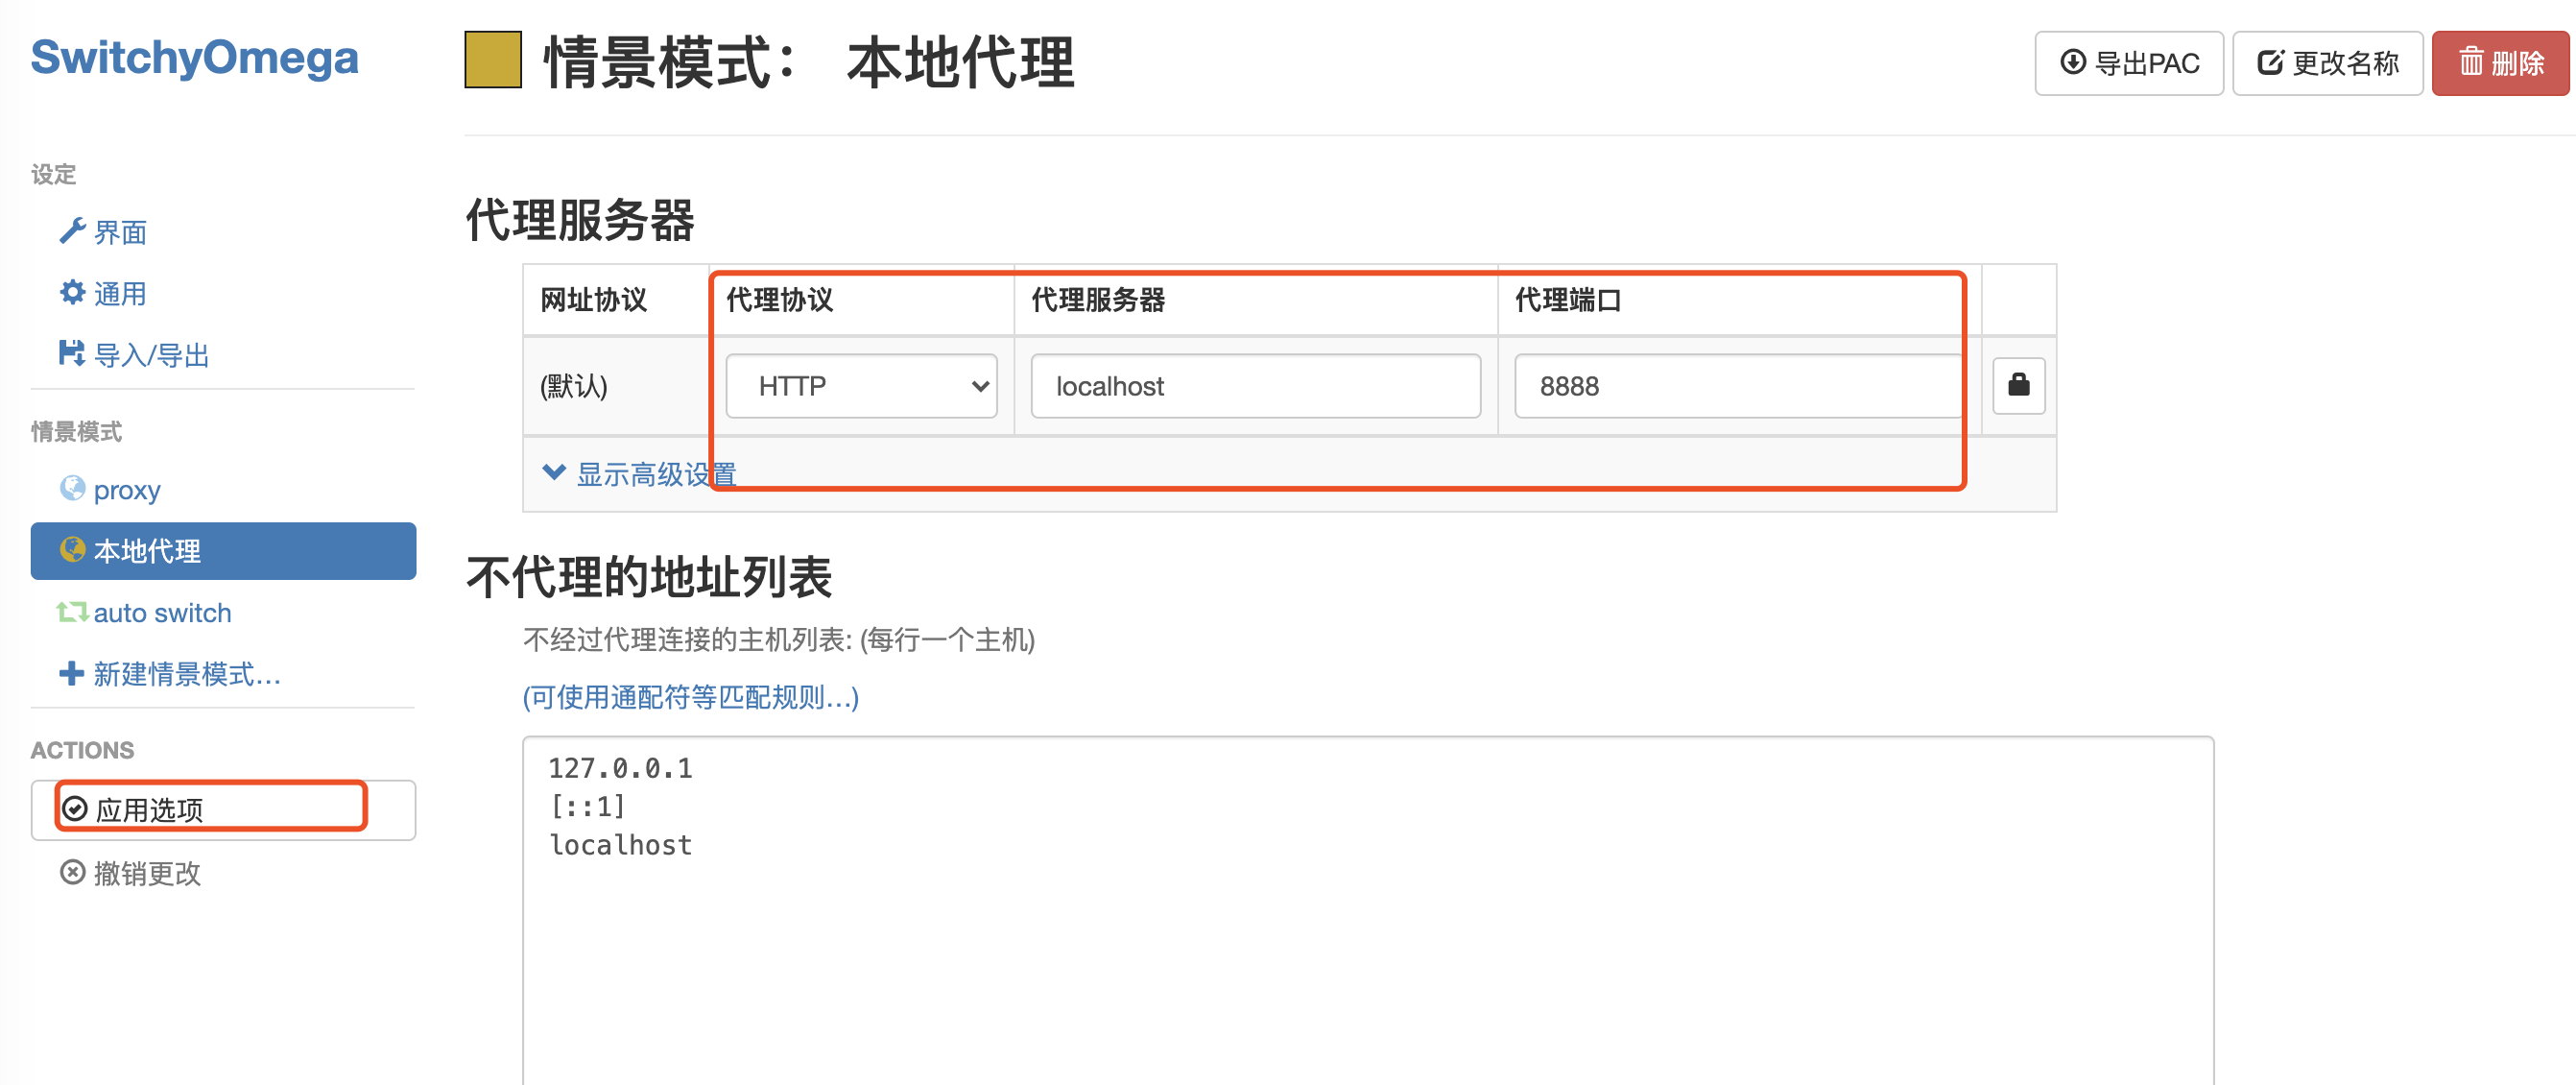 SwitchyOmega
设定
界面
通用
导入/导出
情景模式
proxy
本地代理
auto switch
新建情景模式...
ACTIONS
应用选项
撤销更改
情景模式： 本地代理
导出PAC
更改名称
删除
代理服务器
网址协议 代理协议 代理服务器 代理端口
(默认) HTTP localhost 8888
显示高级设置
不代理的地址列表
不经过代理连接的主机列表: (每行一个主机)
(可使用通配符等匹配规则...)
127.0.0.1
[::1]
localhost